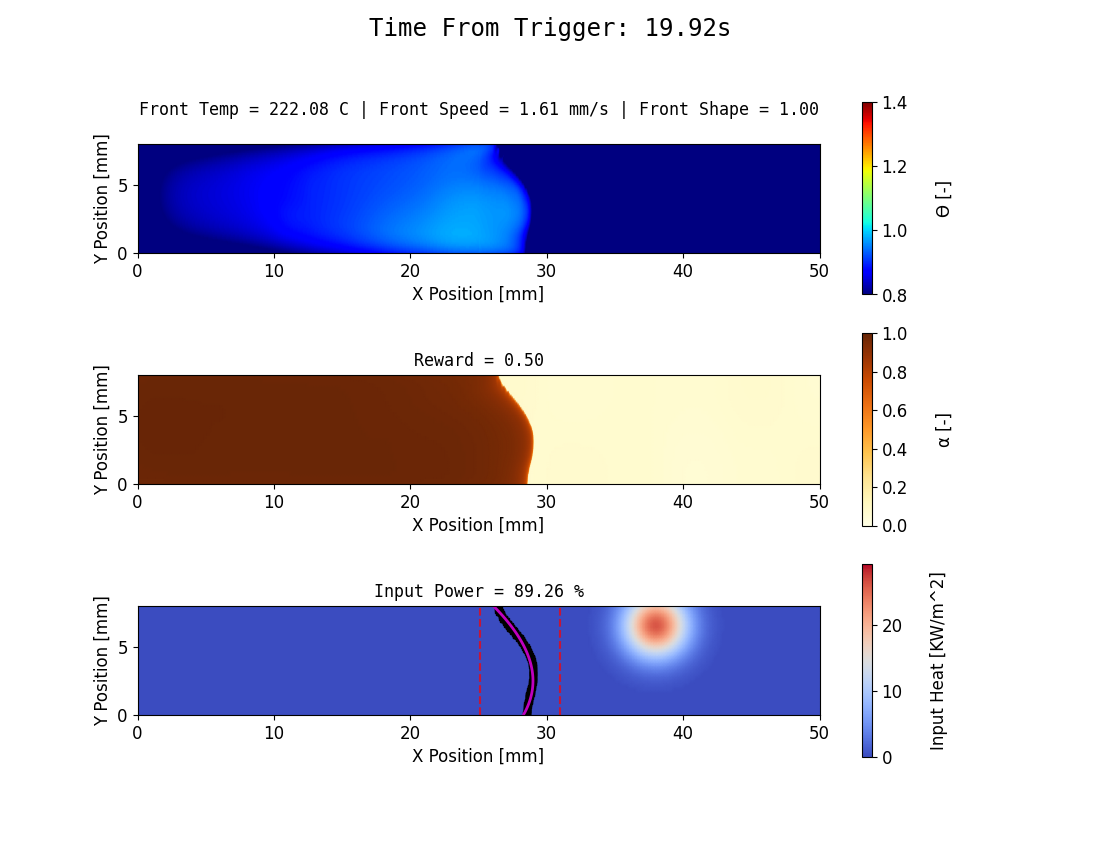 Time From Trigger: 19.92s
Front Temp = 222.08 C | Front Speed = 1.61 mm/s | Front Shape = 1.00
Y Position [mm]
5
0
0 10 20 30 40 50
X Position [mm]
1.4
1.2
1.0
0.8
Θ [-]
Reward = 0.50
Y Position [mm]
5
0
0 10 20 30 40 50
X Position [mm]
1.0
0.8
0.6
0.4
0.2
0.0
α [-]
Input Power = 89.26 %
Y Position [mm]
5
0
0 10 20 30 40 50
X Position [mm]
20
10
0
Input Heat [KW/m^2]